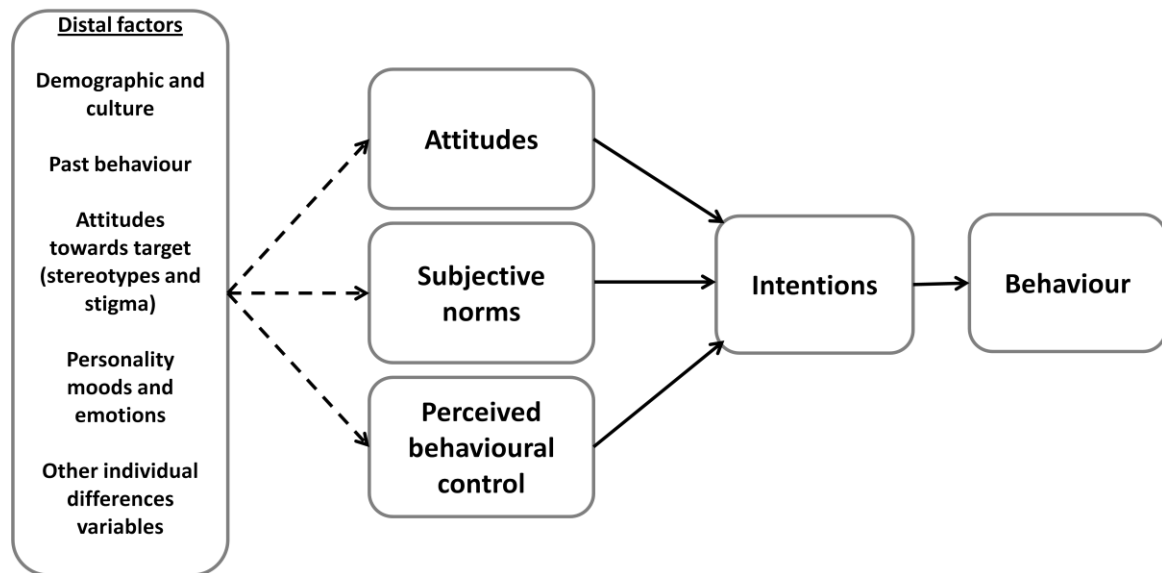 Distal factors
Demographic and
culture
Past behaviour
Attitudes
towards target
(stereotypes and
stigma)
Personality
moods and
emotions
Other individual
differences
variables
Attitudes
Subjective
norms
Perceived
behavioural
control
Intentions
Behaviour